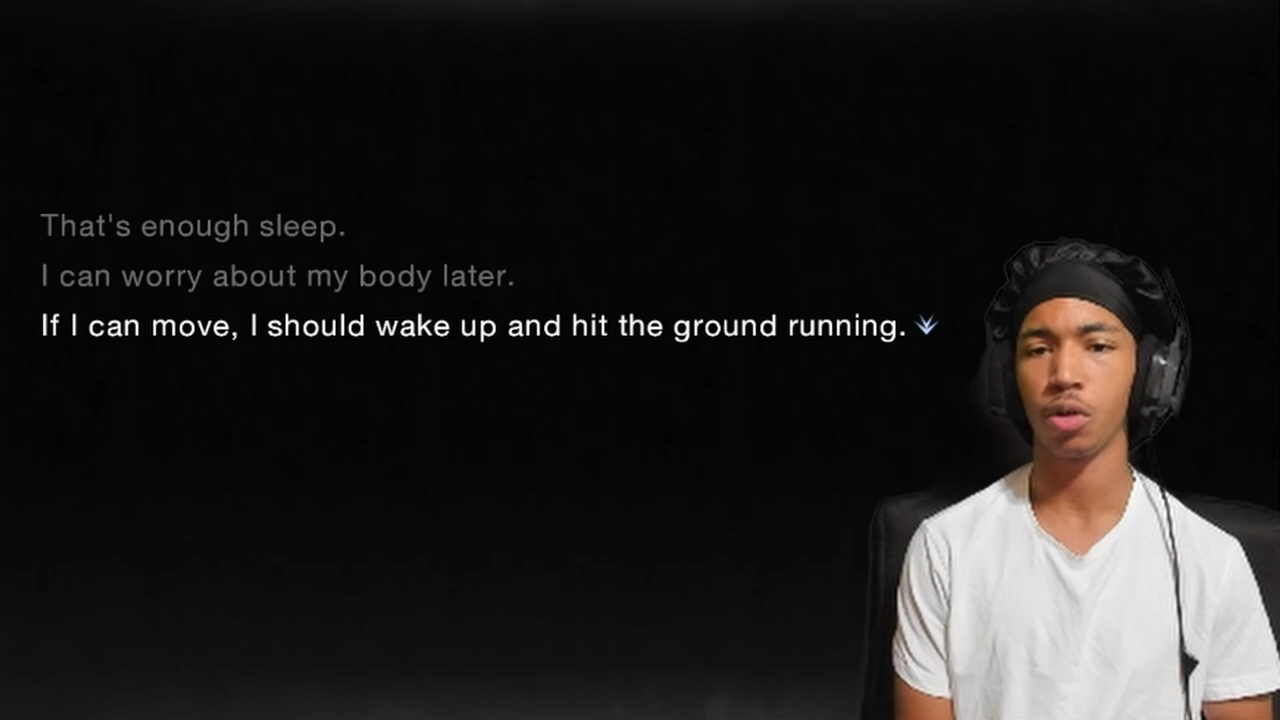 That's enough sleep.
I can worry about my body later.
If I can move, I should wake up and hit the ground running.